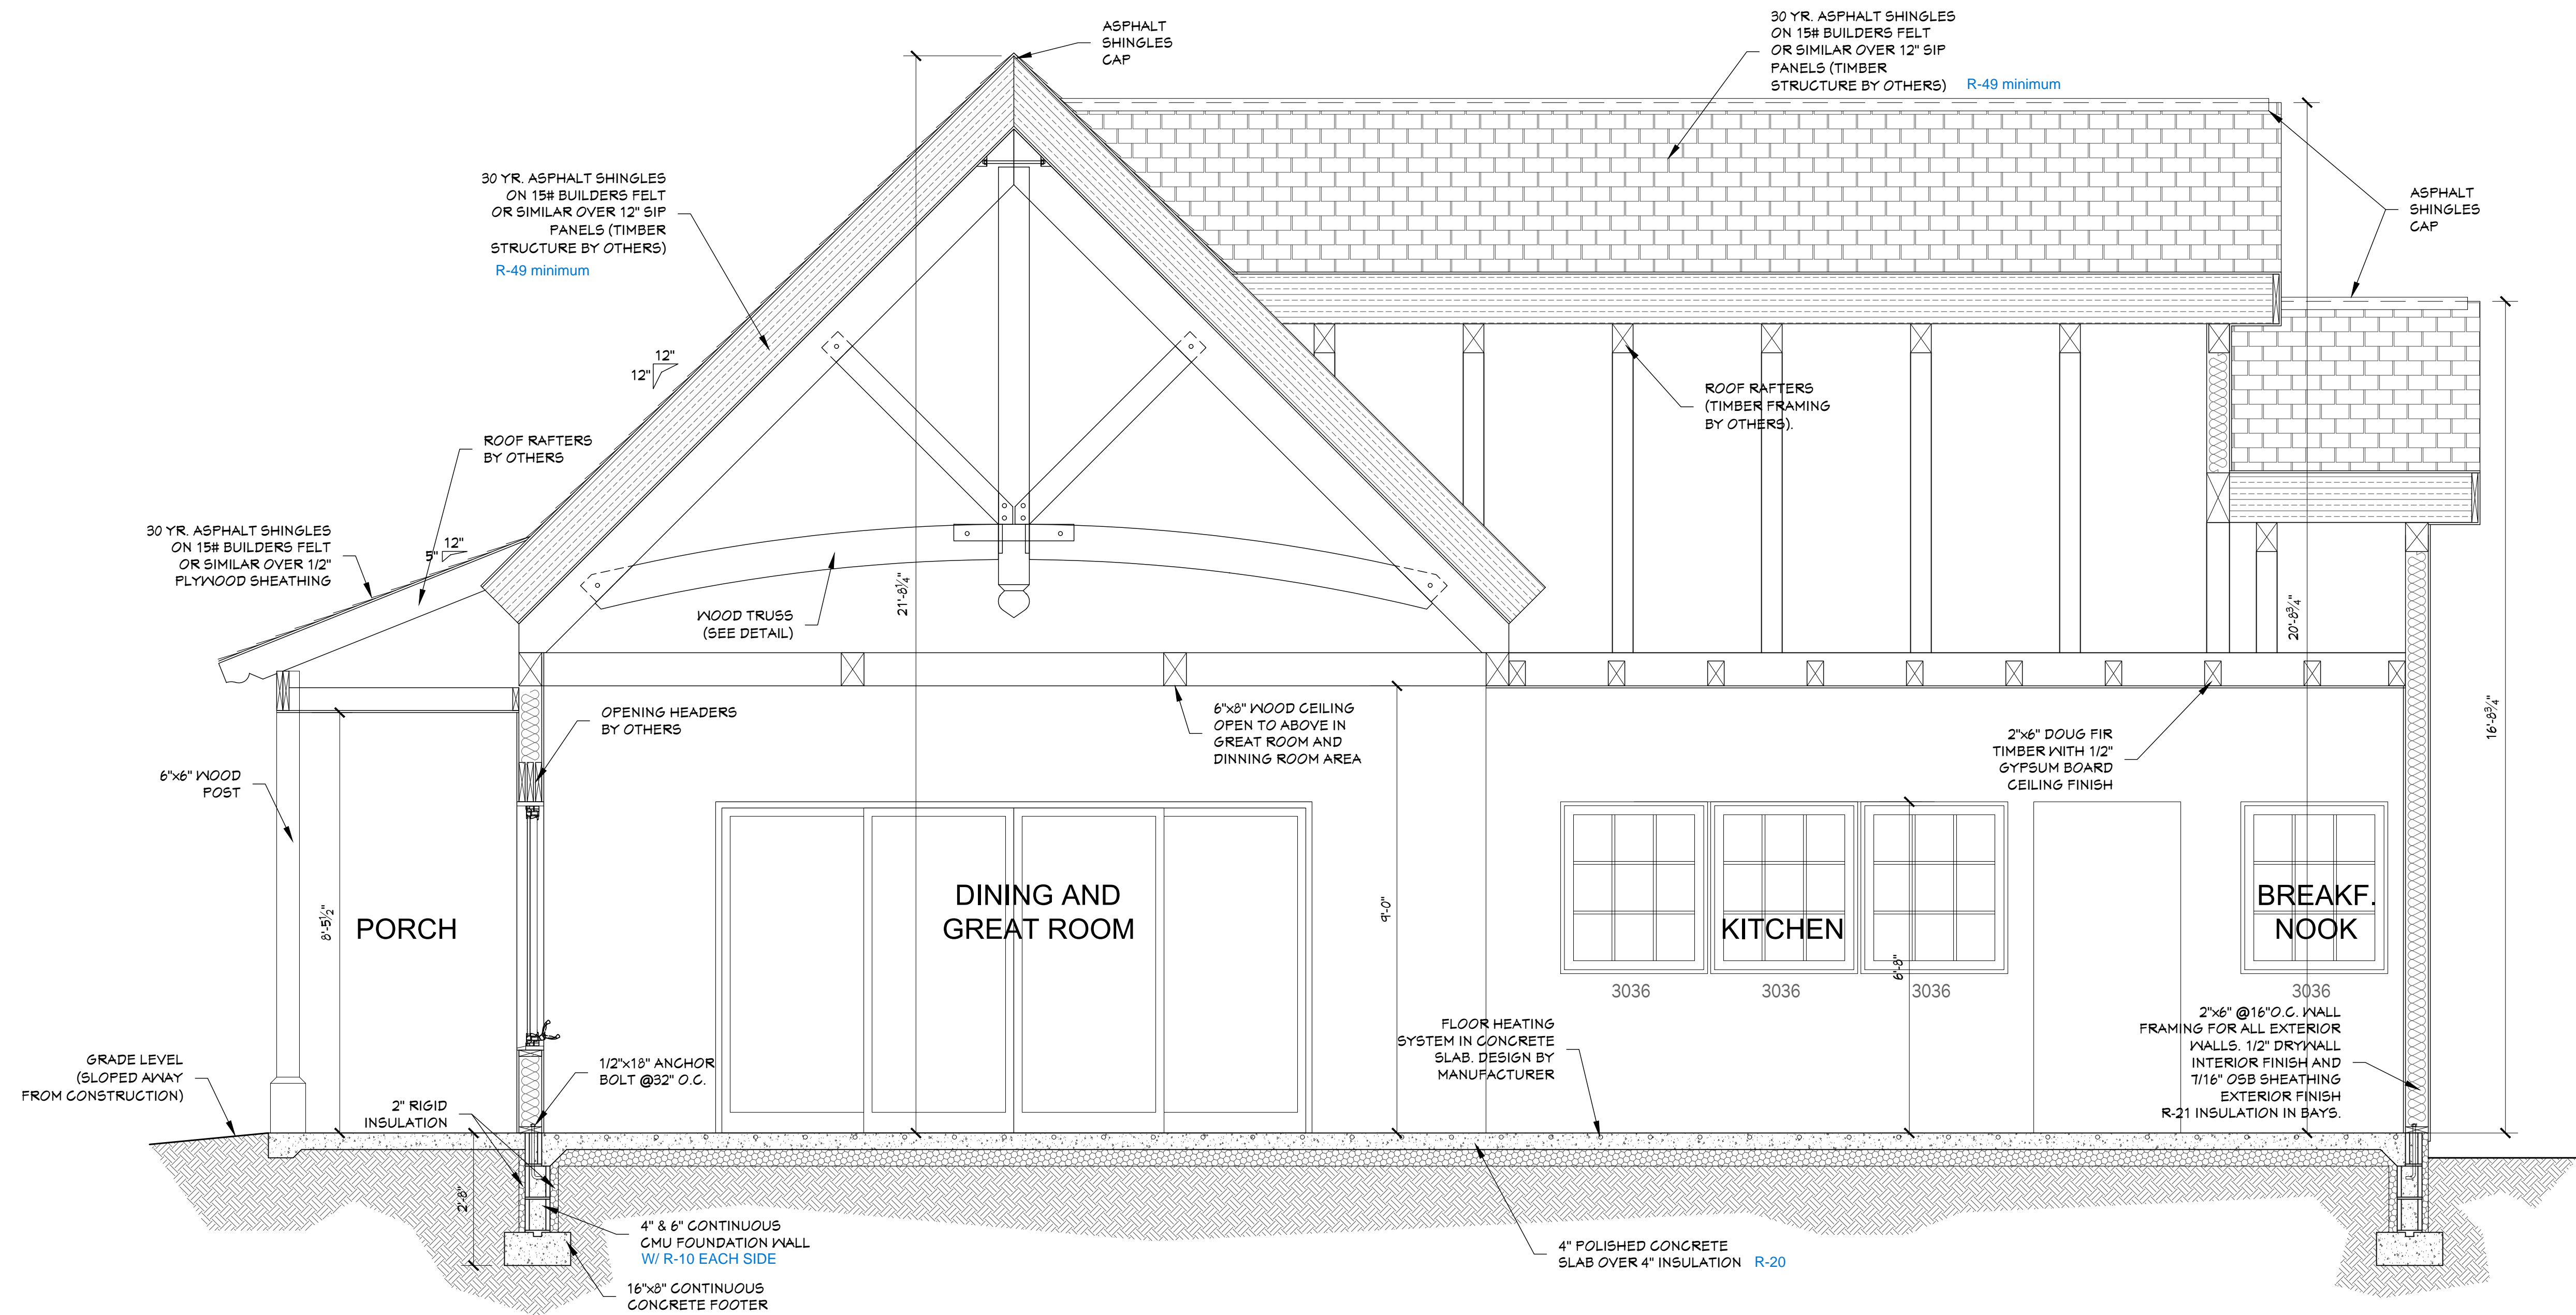 ASPHALT
SHINGLES
CAP
30 YR. ASPHALT SHINGLES
ON 15# BUILDERS FELT
OR SIMILAR OVER 12" SIP
PANELS (TIMBER
STRUCTURE BY OTHERS) R-49 minimum
30 YR. ASPHALT SHINGLES
ON 15# BUILDERS FELT
OR SIMILAR OVER 12" SIP
PANELS (TIMBER
STRUCTURE BY OTHERS)
R-49 minimum
ASPHALT
SHINGLES
CAP
12"
12"
ROOF RAFTERS
(TIMBER FRAMING
BY OTHERS).
ROOF RAFTERS
BY OTHERS
30 YR. ASPHALT SHINGLES
ON 15# BUILDERS FELT
OR SIMILAR OVER 1/2"
PLYWOOD SHEATHING
12"
5"
21'-8¼"
WOOD TRUSS
(SEE DETAIL)
20'-8¾"
16'-8¾"
OPENING HEADERS
BY OTHERS
6"x8" WOOD CEILING
OPEN TO ABOVE IN
GREAT ROOM AND
DINNING ROOM AREA
2"x6" DOUG FIR
TIMBER WITH 1/2"
GYPSUM BOARD
CEILING FINISH
6"x6" WOOD
POST
8'-5½"
PORCH
DINING AND
GREAT ROOM
9'-0"
KITCHEN
6'-8"
BREAKF.
NOOK
3036
3036
3036
3036
2"x6" @16"O.C. WALL
FRAMING FOR ALL EXTERIOR
WALLS. 1/2" DRYWALL
INTERIOR FINISH AND
7/16" OSB SHEATHING
EXTERIOR FINISH
R-21 INSULATION IN BAYS.
FLOOR HEATING
SYSTEM IN CONCRETE
SLAB. DESIGN BY
MANUFACTURER
GRADE LEVEL
(SLOPED AWAY
FROM CONSTRUCTION)
1/2"x18" ANCHOR
BOLT @32" O.C.
2" RIGID
INSULATION
2'-8"
4" & 6" CONTINUOUS
CMU FOUNDATION WALL
W/ R-10 EACH SIDE
16"x8" CONTINUOUS
CONCRETE FOOTER
4" POLISHED CONCRETE
SLAB OVER 4" INSULATION R-20